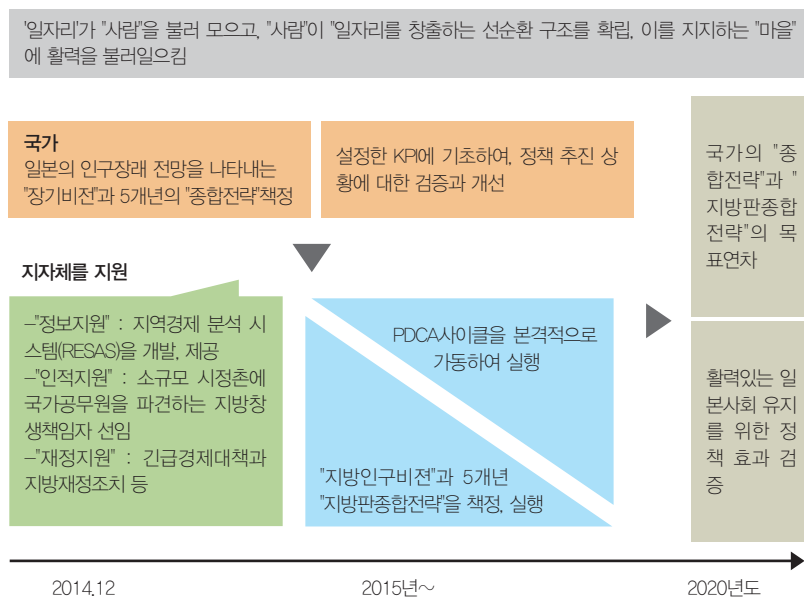 '일자리'가 "사람"을 불러 모으고, "사람"이 "일자리를 창출하는 선순환 구조를 확립, 이를 지지하는 "마을"
에 활력을 불러일으킴
국가
일본의 인구장래 전망을 나타내는
"장기비전"과 5개년의 "종합전략"책정
설정한 KPI에 기초하여, 정책 추진 상
황에 대한 검증과 개선
국가의 "종
합전략"과 "
지방판종합
전략"의 목
표연차
지자체를 지원
-"정보지원" : 지역경제 분석 시
스템(RESAS)을 개발, 제공
-"인적지원" : 소규모 시정촌에
국가공무원을 파견하는 지방창
생책임자 선임
-"재정지원" : 긴급경제대책과
지방재정조치 등
PDCA사이클을 본격적으로
가동하여 실행
"지방인구비젼"과 5개년
"지방판종합전략"을 책정, 실행
활력있는 일
본사회 유지
를 위한 정
책 효과 검
증
2014.12
2015년~
2020년도